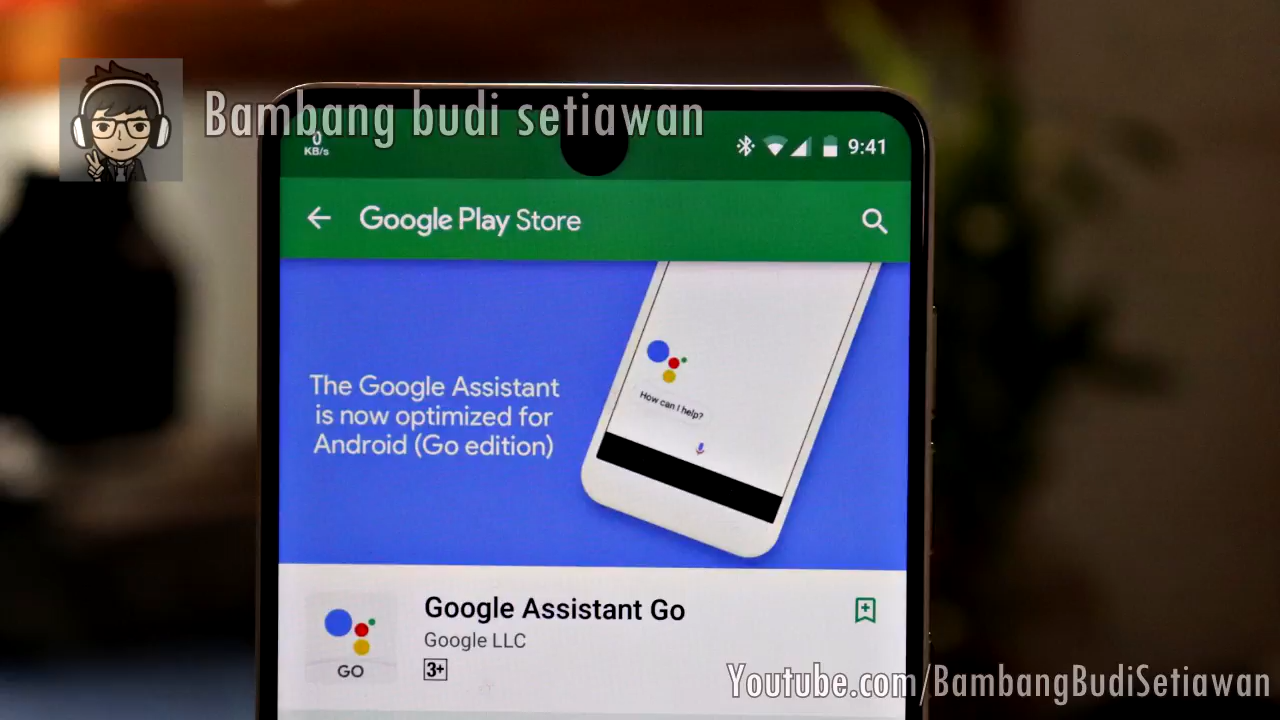 Bambang budi setiawan
0
KB/s
9:41
Google Play Store
The Google Assistant
is now optimized for
Android (Go edition)
How can I help?
GO
Google Assistant Go
Google LLC
3+
Youtube.com/BambangBudiSetiawan